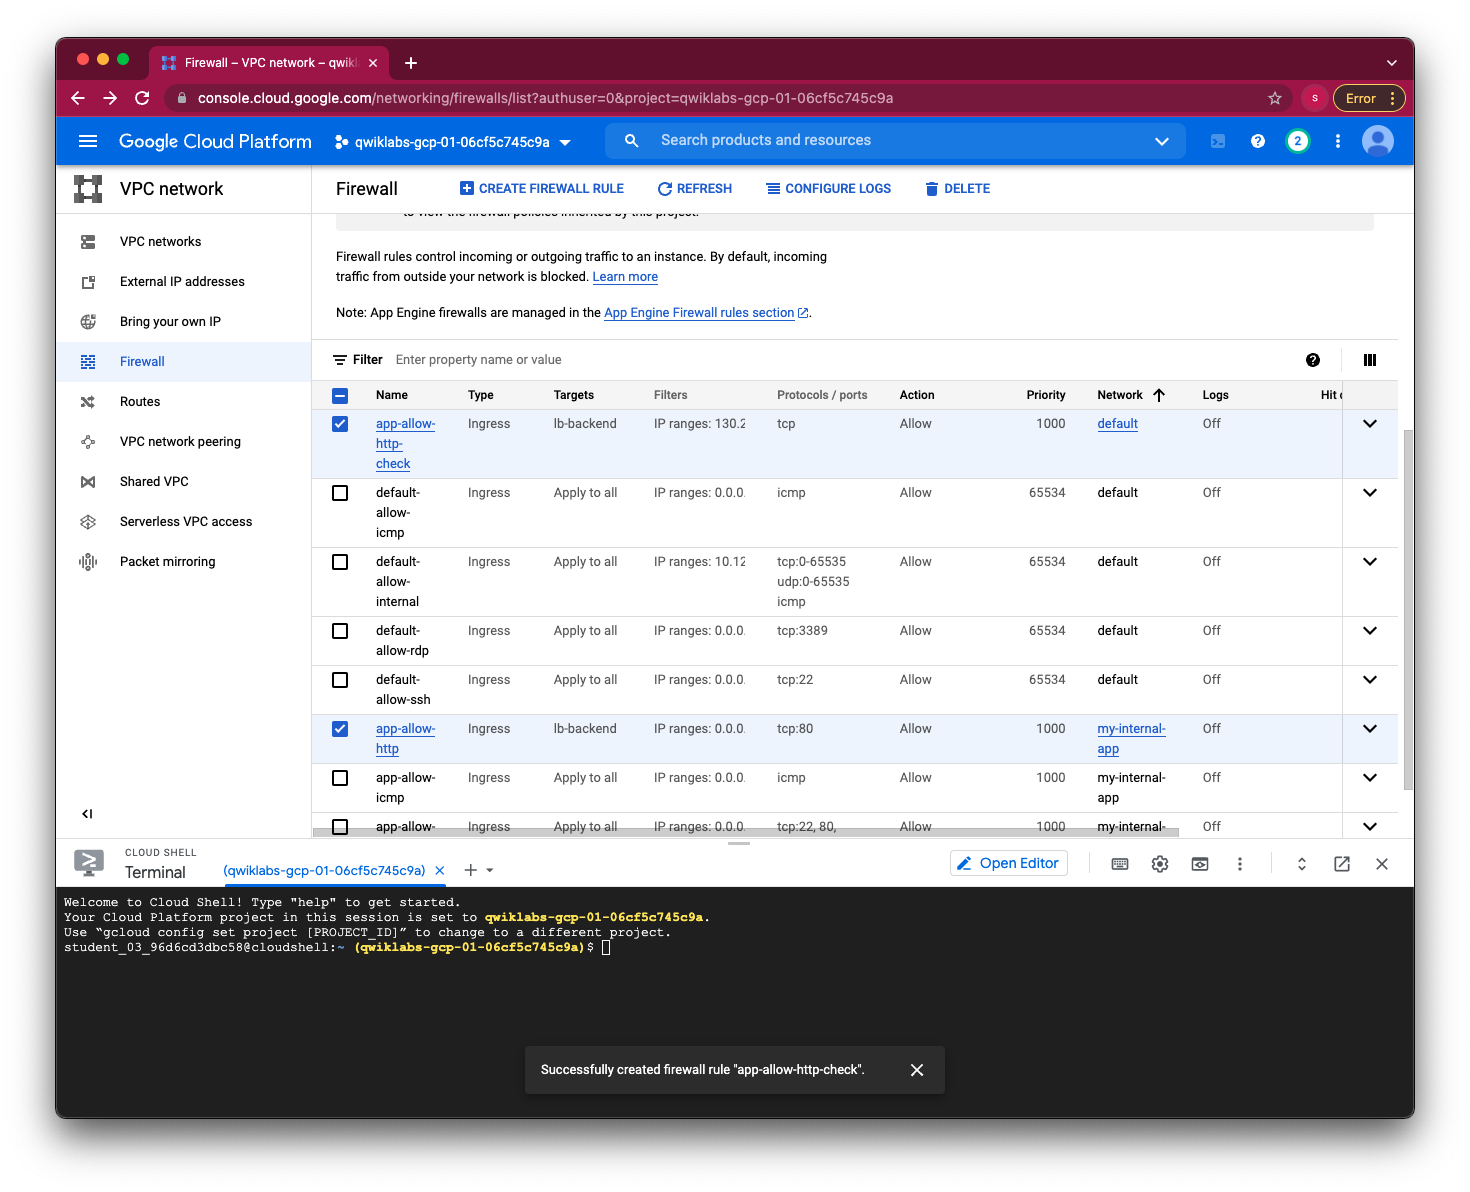 Firewall – VPC network – qwikl
console.cloud.google.com/networking/firewalls/list?authuser=0&project=qwiklabs-gcp-01-06cf5c745c9a
S
Error
Google Cloud Platform
qwiklabs-gcp-01-06cf5c745c9a
Search products and resources
2
VPC network
Firewall
CREATE FIREWALL RULE
REFRESH
CONFIGURE LOGS
DELETE
VPC networks
External IP addresses
Bring your own IP
Firewall
Routes
VPC network peering
Shared VPC
Serverless VPC access
Packet mirroring
to view the firewall policies inherited by this project.
Firewall rules control incoming or outgoing traffic to an instance. By default, incoming
traffic from outside your network is blocked. Learn more
Note: App Engine firewalls are managed in the App Engine Firewall rules section.
Filter Enter property name or value
Name Type Targets Filters Protocols / ports Action Priority Network Logs Hit c
app-allow- Ingress lb-backend IP ranges: 130.2 tcp Allow 1000 default Off
http-
check
default- Ingress Apply to all IP ranges: 0.0.0. icmp Allow 65534 default Off
allow-
icmp
default- Ingress Apply to all IP ranges: 10.12 tcp:0-65535 Allow 65534 default Off
allow- udp:0-65535
internal icmp
default- Ingress Apply to all IP ranges: 0.0.0. tcp:3389 Allow 65534 default Off
allow-rdp
default- Ingress Apply to all IP ranges: 0.0.0. tcp:22 Allow 65534 default Off
allow-ssh
app-allow- Ingress lb-backend IP ranges: 0.0.0. tcp:80 Allow 1000 my-internal- Off
http app
app-allow- Ingress Apply to all IP ranges: 0.0.0. icmp Allow 1000 my-internal- Off
icmp app
app-allow- Ingress Apply to all IP ranges: 0.0.0. tcp:22, 80, Allow 1000 my-internal- Off
CLOUD SHELL
Terminal
(qwiklabs-gcp-01-06cf5c745c9a)
Open Editor
Welcome to Cloud Shell! Type "help" to get started.
Your Cloud Platform project in this session is set to qwiklabs-gcp-01-06cf5c745c9a.
Use “gcloud config set project [PROJECT_ID]” to change to a different project.
student_03_96d6cd3dbc58@cloudshell:~ (qwiklabs-gcp-01-06cf5c745c9a)$
Successfully created firewall rule "app-allow-http-check".